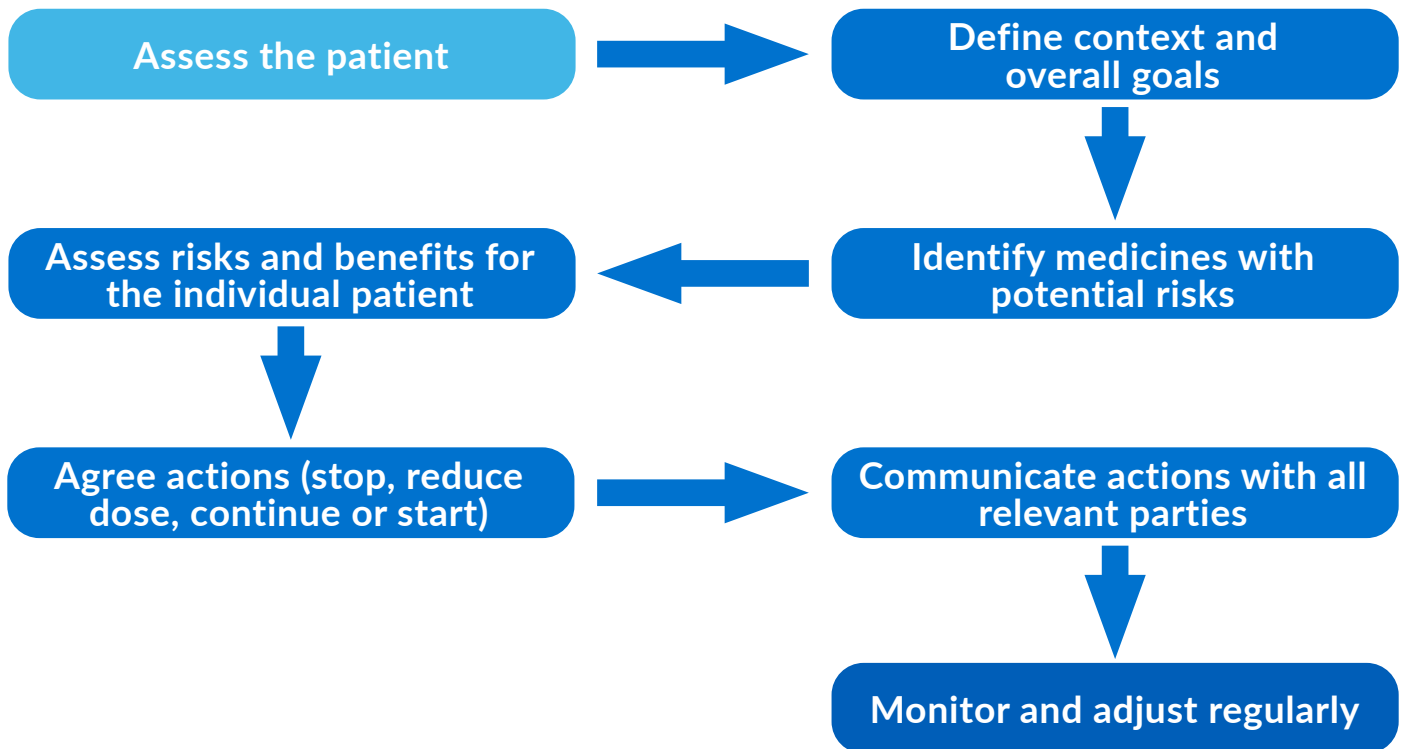 Assess the patient
Define context and
overall goals
Identify medicines with
potential risks
Assess risks and benefits for
the individual patient
Agree actions (stop, reduce
dose, continue or start)
Communicate actions with all
relevant parties
Monitor and adjust regularly